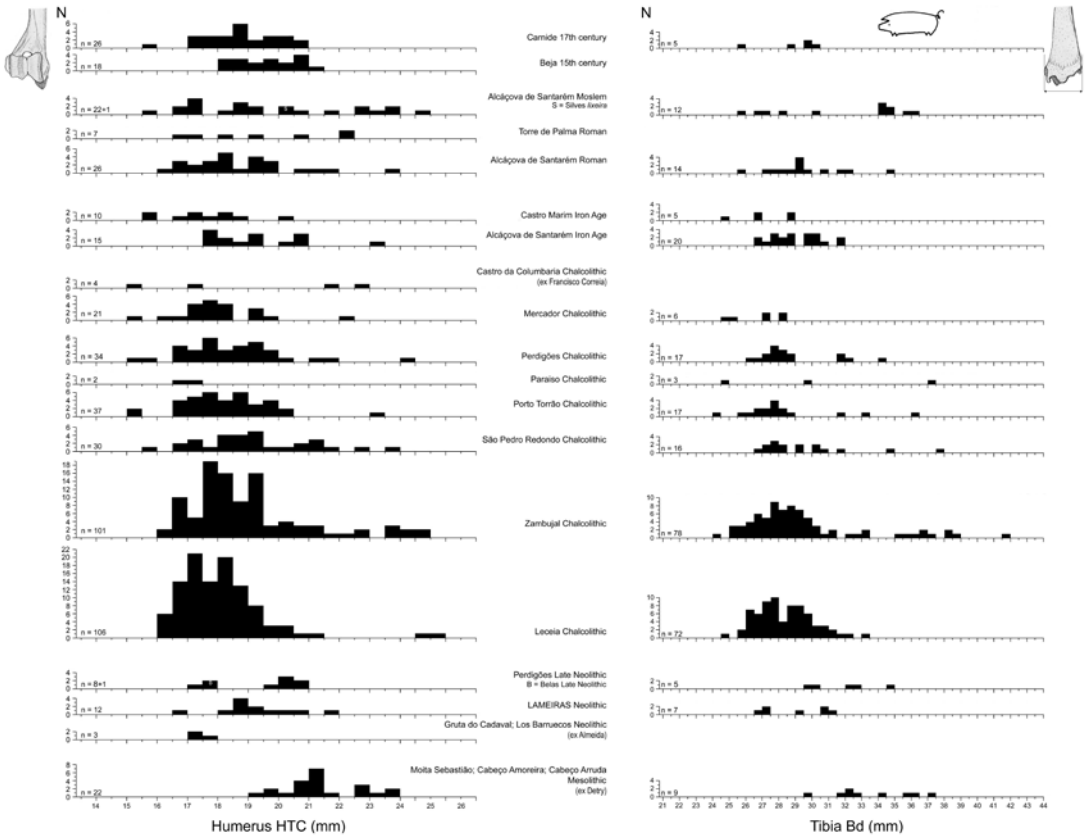 N
N
Carnide 17th century
n = 26
n = 5
Beja 15th century
n = 18
Alcáçova de Santarém Moslem
S = Silves lixeira
n = 22+1
S
n = 12
Torre de Palma Roman
n = 7
Alcáçova de Santarém Roman
n = 26
n = 14
Castro Marim Iron Age
n = 10
n = 5
Alcáçova de Santarém Iron Age
n = 15
n = 20
Castro da Columbaria Chalcolithic
(ex Francisco Correia)
n = 4
Mercador Chalcolithic
n = 21
n = 6
Perdigões Chalcolithic
n = 34
n = 17
Paraiso Chalcolithic
n = 2
n = 3
Porto Torrão Chalcolithic
n = 37
n = 17
São Pedro Redondo Chalcolithic
n = 30
n = 16
Zambujal Chalcolithic
n = 101
n = 78
Leceia Chalcolithic
n = 106
n = 72
Perdigões Late Neolithic
B = Belas Late Neolithic
n = 8+1
n = 5
LAMEIRAS Neolithic
n = 12
n = 7
Gruta do Cadaval; Los Barruecos Neolithic
(ex Almeida)
n = 3
Moita Sebastião; Cabeço Amoreira; Cabeço Arruda
Mesolithic
(ex Detry)
n = 22
n = 9
14 15 16 17 18 19 20 21 22 23 24 25 26
21 22 23 24 25 26 27 28 29 30 31 32 33 34 35 36 37 38 39 40 41 42 43 44
Humerus HTC (mm)
Tibia Bd (mm)